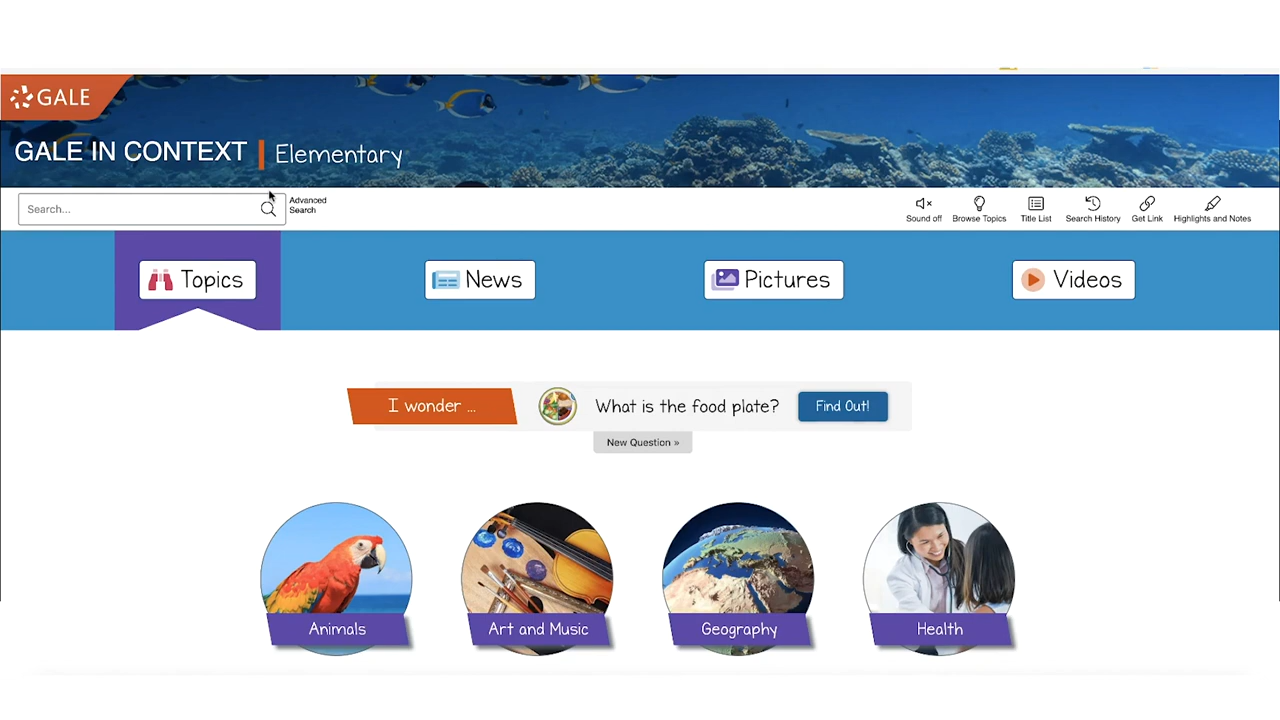 GALE
GALE IN CONTEXT | Elementary
Search...
Advanced
Search
Sound off
Browse Topics
Title List
Search History
Get Link
Highlights and Notes
Topics
News
Pictures
Videos
I wonder ...
What is the food plate?
Find Out!
New Question »
Animals
Art and Music
Geography
Health